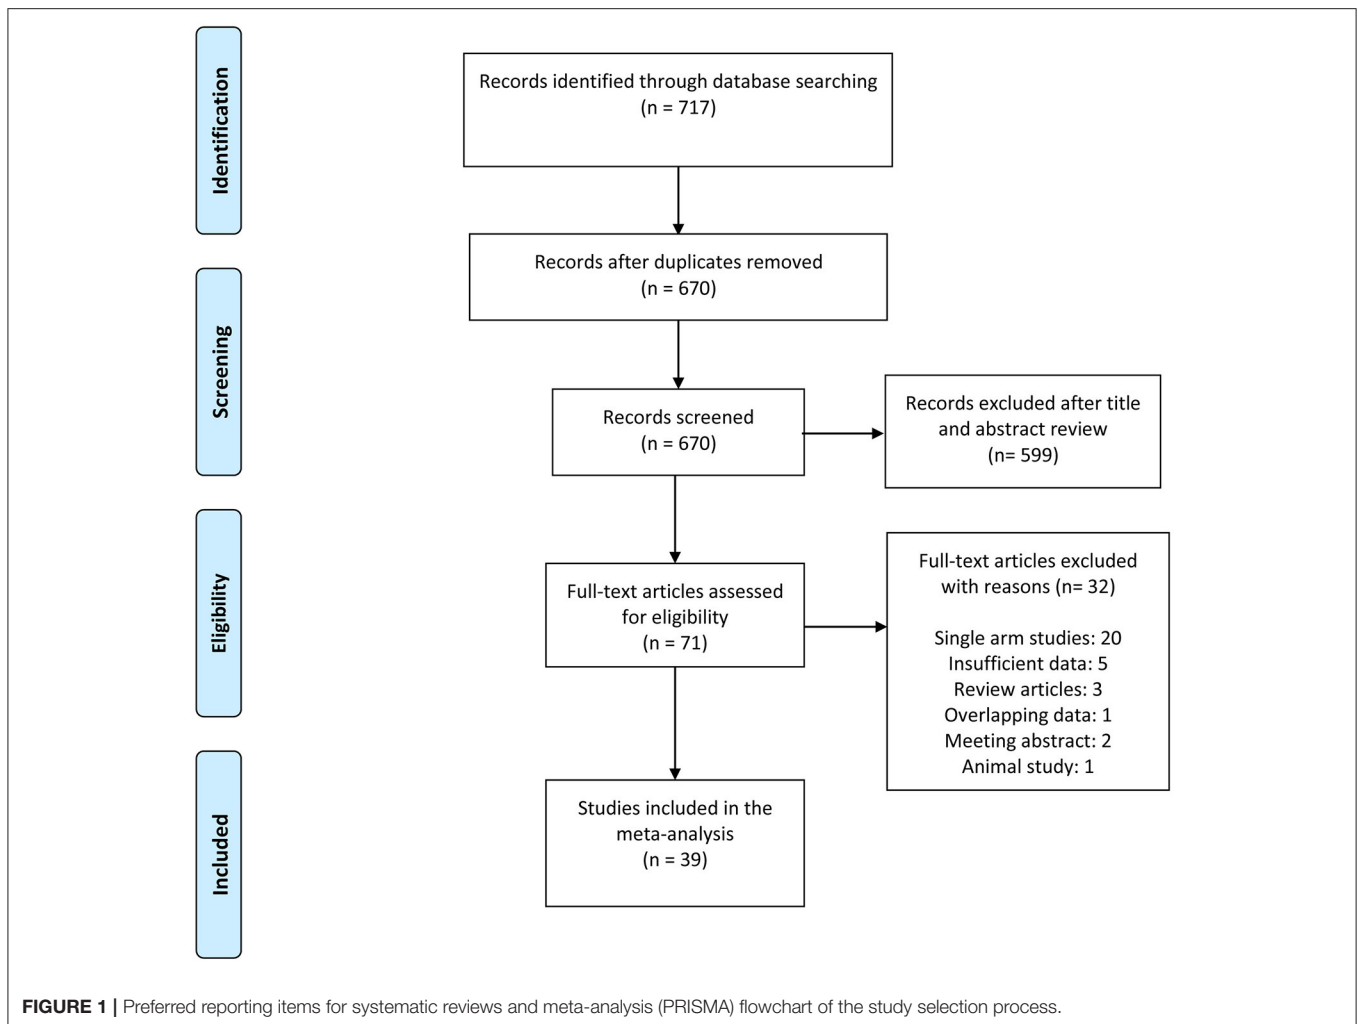 Identification
Records identified through database searching
(n = 717)
Records after duplicates removed
(n = 670)
Screening
Records screened
(n = 670)
Records excluded after title
and abstract review
(n= 599)
Eligibility
Full-text articles assessed
for eligibility
(n = 71)
Full-text articles excluded
with reasons (n= 32)
Single arm studies: 20
Insufficient data: 5
Review articles: 3
Overlapping data: 1
Meeting abstract: 2
Animal study: 1
Included
Studies included in the
meta-analysis
(n = 39)
FIGURE 1 | Preferred reporting items for systematic reviews and meta-analysis (PRISMA) flowchart of the study selection process.